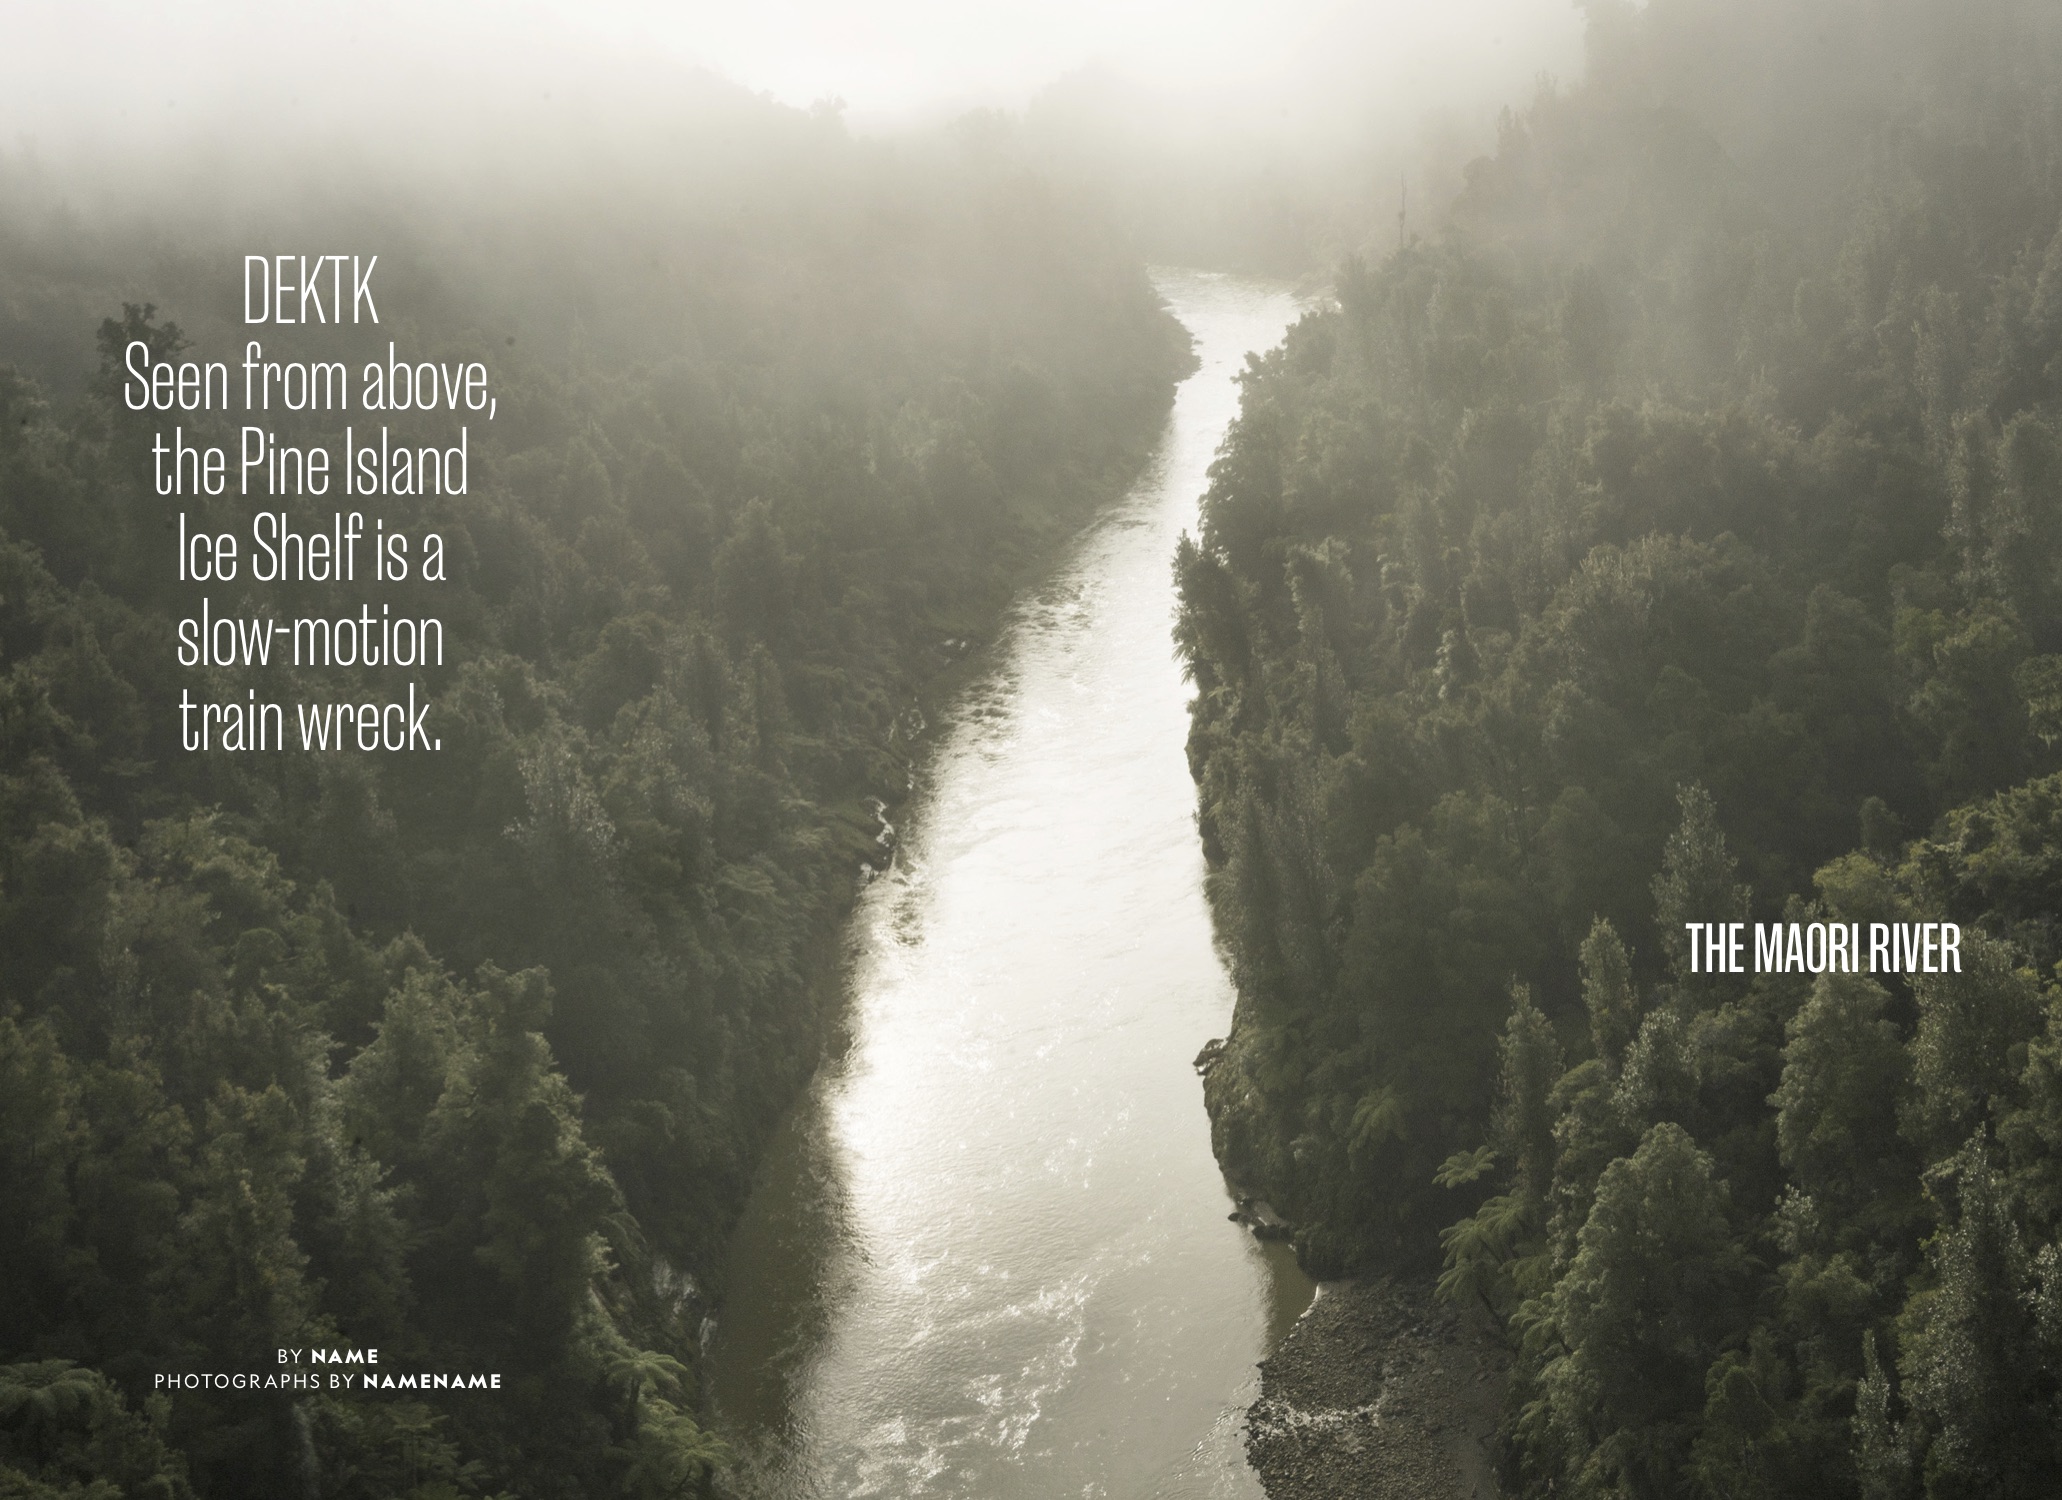 DEKTK
Seen from above,
the Pine Island
Ice Shelf is a
slow-motion
train wreck.
THE MAORI RIVER
BY NAME
PHOTOGRAPHS BY NAMENAME